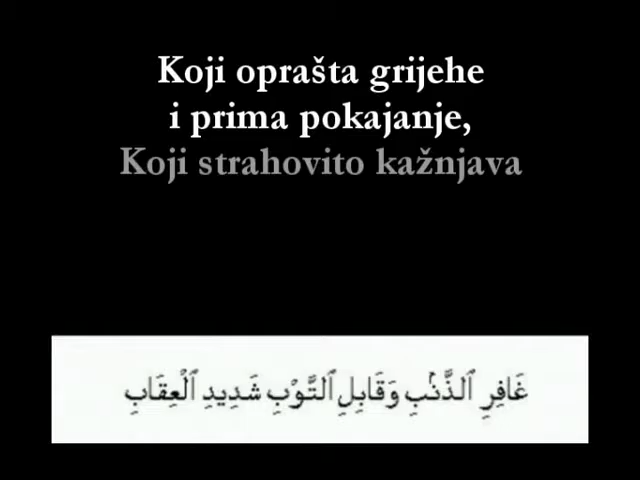 Koji oprašta grijehe
i prima pokajanje,
Koji strahovito kažnjava
غَافِرِ ٱلذَّنۢبِ وَقَابِلِ ٱلتَّوْبِ شَدِيدِ ٱلْعِقَابِ